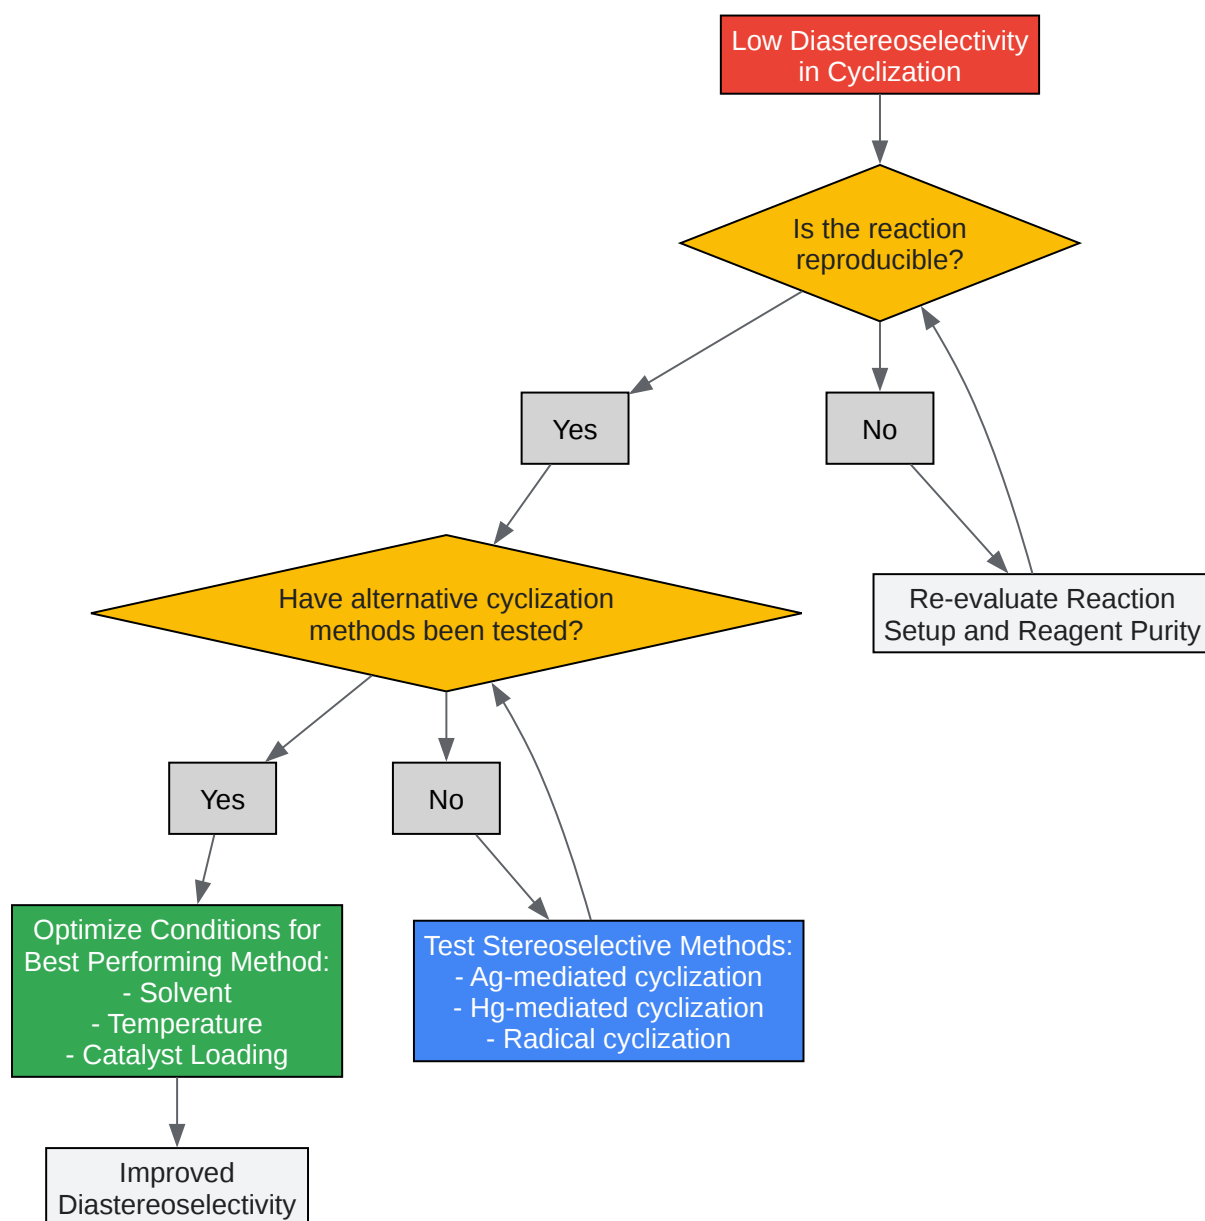 Low Diastereoselectivity
in Cyclization
Is the reaction
reproducible?
Yes
No
Have alternative cyclization
methods been tested?
Re-evaluate Reaction
Setup and Reagent Purity
Yes
No
Optimize Conditions for
Best Performing Method:
- Solvent
- Temperature
- Catalyst Loading
Test Stereoselective Methods:
- Ag-mediated cyclization
- Hg-mediated cyclization
- Radical cyclization
Improved
Diastereoselectivity